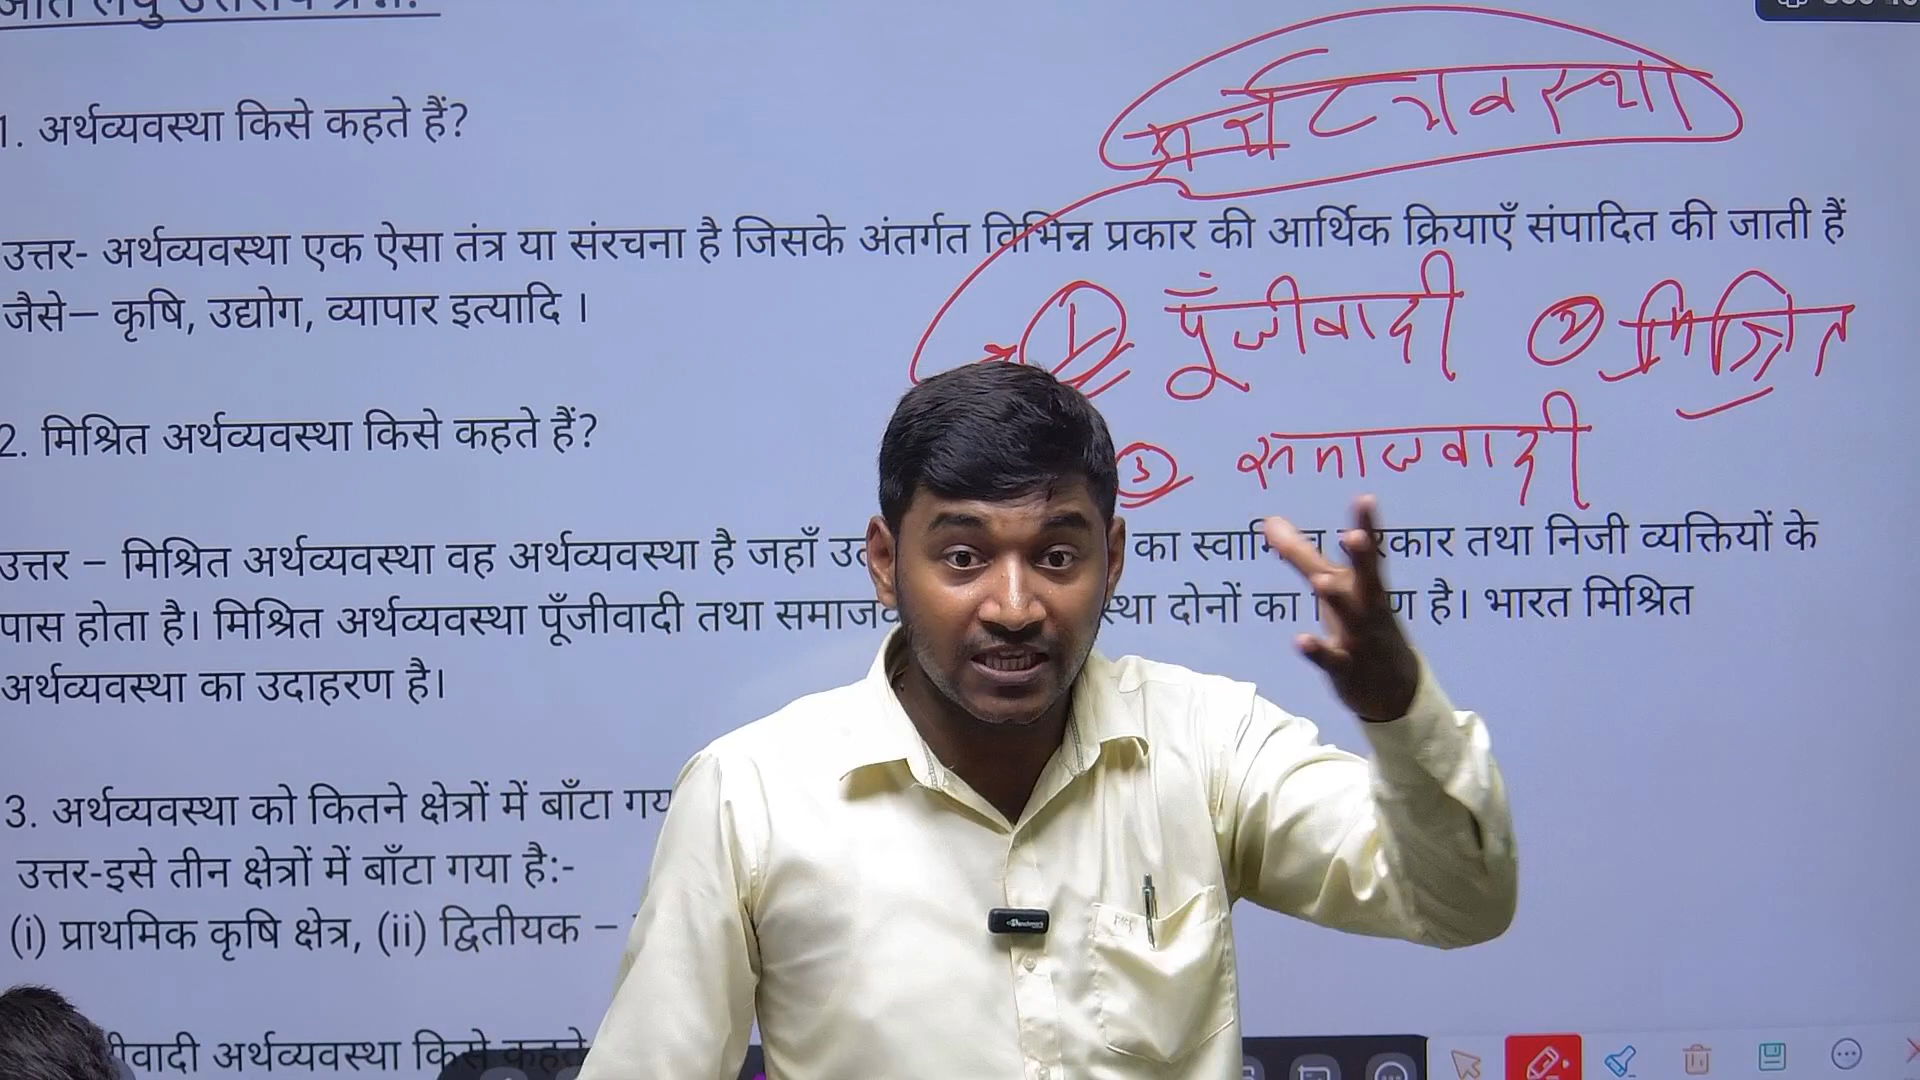 1. अर्थव्यवस्था किसे कहते हैं?
अर्थव्यवस्था
उत्तर- अर्थव्यवस्था एक ऐसा तंत्र या संरचना है जिसके अंतर्गत विभिन्न प्रकार की आर्थिक क्रियाएँ संपादित की जाती हैं
जैसे– कृषि, उद्योग, व्यापार इत्यादि ।
① पूँजीवादी ② मिश्रित
2. मिश्रित अर्थव्यवस्था किसे कहते हैं?
③ समाजवादी
उत्तर – मिश्रित अर्थव्यवस्था वह अर्थव्यवस्था है जहाँ का स्वामित्व सरकार तथा निजी व्यक्तियों के
पास होता है। मिश्रित अर्थव्यवस्था पूँजीवादी तथा दोनों का है। भारत मिश्रित
अर्थव्यवस्था का उदाहरण है।
3. अर्थव्यवस्था को कितने क्षेत्रों में बाँटा
उत्तर-इसे तीन क्षेत्रों में बाँटा गया है:-
(i) प्राथमिक कृषि क्षेत्र, (ii) द्वितीयक –
अर्थव्यवस्था किसे कहते